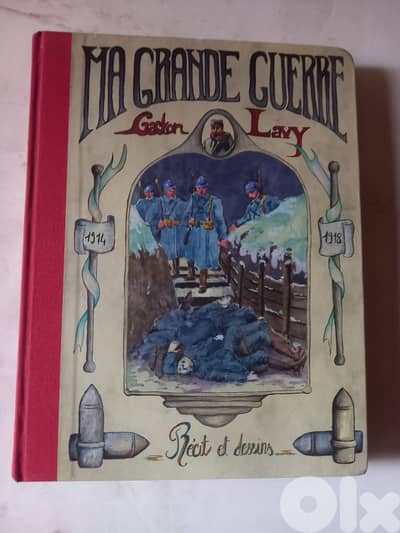 MA GRANDE GUERRE
Gaston Lavy
1914
1918
Récit et dessins
OLX